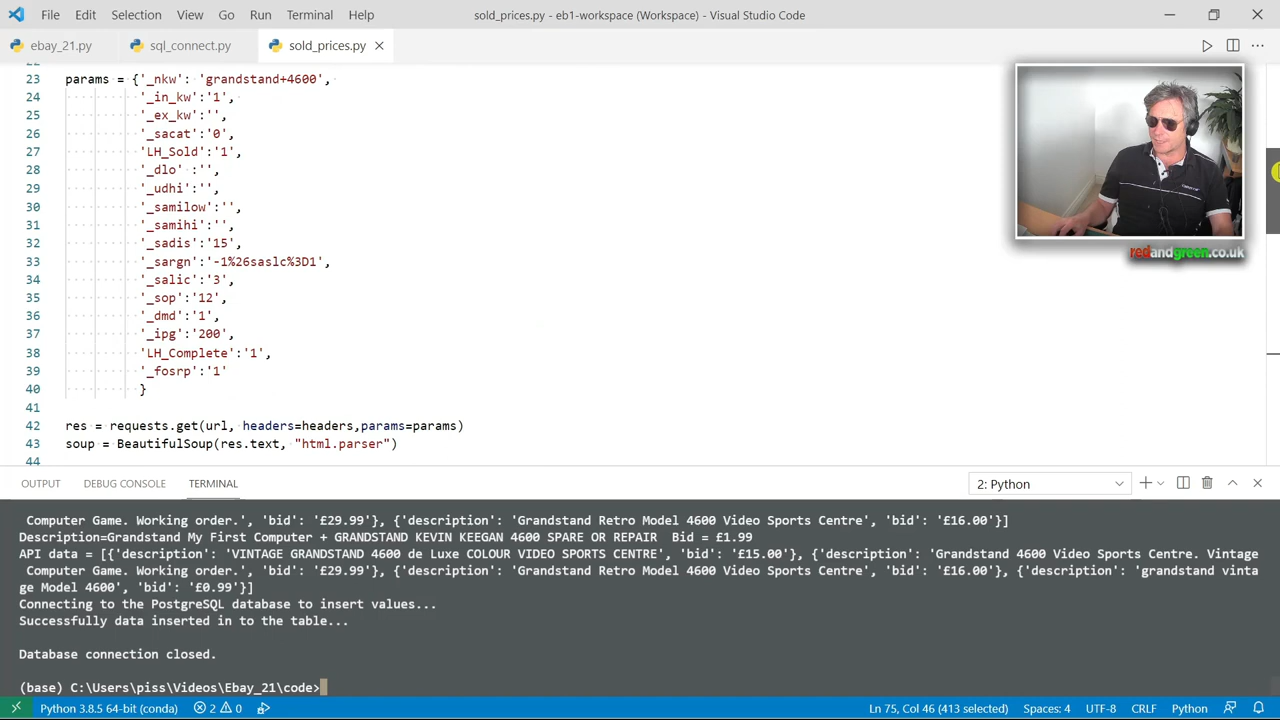 File Edit Selection View Go Run Terminal Help sold_prices.py - eb1-workspace (Workspace) - Visual Studio Code
ebay_21.py sql_connect.py sold_prices.py
23 params = {'_nkw': 'grandstand+4600',
24 '_in_kw':'1',
25 '_ex_kw':'',
26 '_sacat':'0',
27 'LH_Sold':'1',
28 '_dlo' :'',
29 '_udhi':'',
30 '_samilow':'',
31 '_samihi':'',
32 '_sadis':'15',
33 '_sargn':'-1%26saslc%3D1',
34 '_salic':'3',
35 '_sop':'12',
36 '_dmd':'1',
37 '_ipg':'200',
38 'LH_Complete':'1',
39 '_fosrp':'1'
40 }
41
42 res = requests.get(url, headers=headers,params=params)
43 soup = BeautifulSoup(res.text, "html.parser")
44
redandgreen.co.uk
OUTPUT DEBUG CONSOLE TERMINAL 2: Python
Computer Game. Working order.', 'bid': '£29.99'}, {'description': 'Grandstand Retro Model 4600 Video Sports Centre', 'bid': '£16.00'}]
Description=Grandstand My First Computer + GRANDSTAND KEVIN KEEGAN 4600 SPARE OR REPAIR Bid = £1.99
API data = [{'description': 'VINTAGE GRANDSTAND 4600 de Luxe COLOUR VIDEO SPORTS CENTRE', 'bid': '£15.00'}, {'description': 'Grandstand 4600 Video Sports Centre. Vintage
Computer Game. Working order.', 'bid': '£29.99'}, {'description': 'Grandstand Retro Model 4600 Video Sports Centre', 'bid': '£16.00'}, {'description': 'grandstand vinta
ge Model 4600', 'bid': '£0.99'}]
Connecting to the PostgreSQL database to insert values...
Successfully data inserted in to the table...
Database connection closed.
(base) C:\Users\piss\Videos\Ebay_21\code>
Python 3.8.5 64-bit (conda) 2 0 Ln 75, Col 46 (413 selected) Spaces: 4 UTF-8 CRLF Python